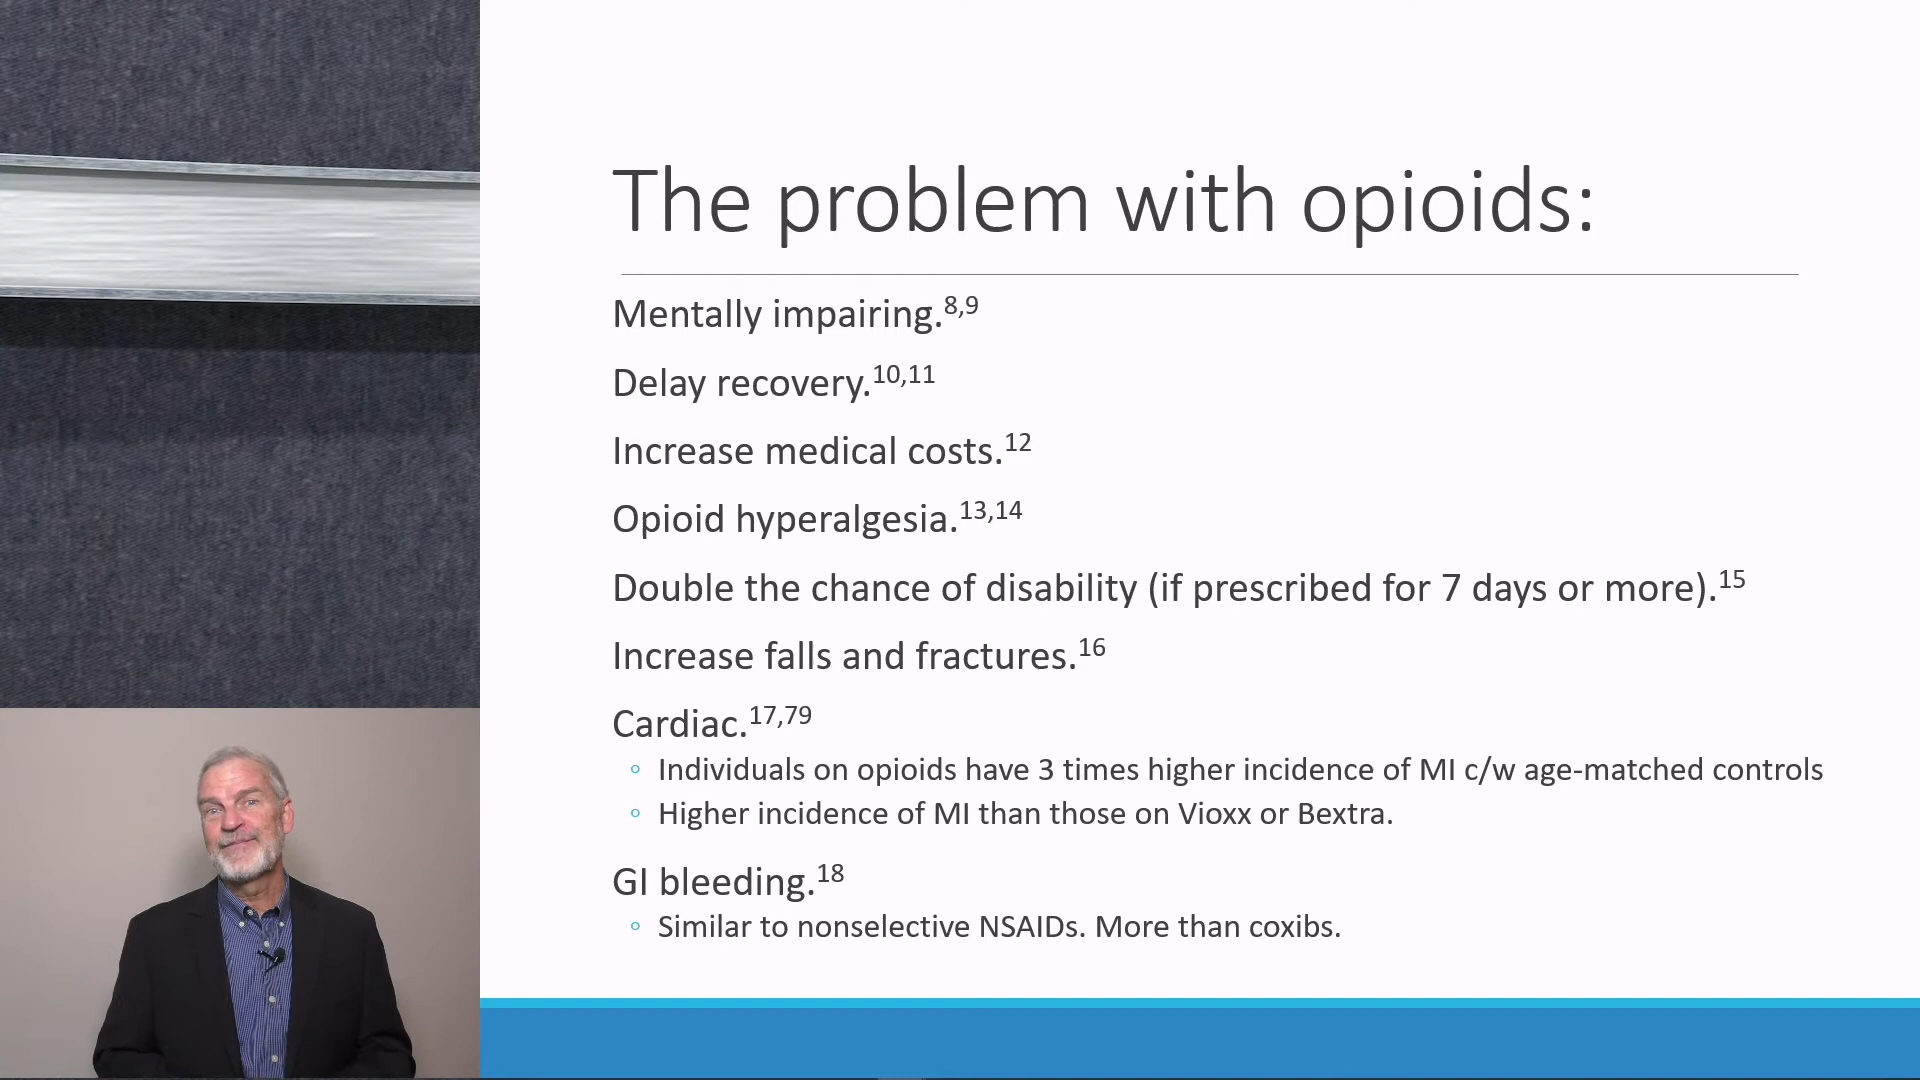 The problem with opioids:
Mentally impairing.8,9
Delay recovery.10,11
Increase medical costs.12
Opioid hyperalgesia.13,14
Double the chance of disability (if prescribed for 7 days or more).15
Increase falls and fractures.16
Cardiac.17,79
◦ Individuals on opioids have 3 times higher incidence of MI c/w age-matched controls
◦ Higher incidence of MI than those on Vioxx or Bextra.
GI bleeding.18
◦ Similar to nonselective NSAIDs. More than coxibs.